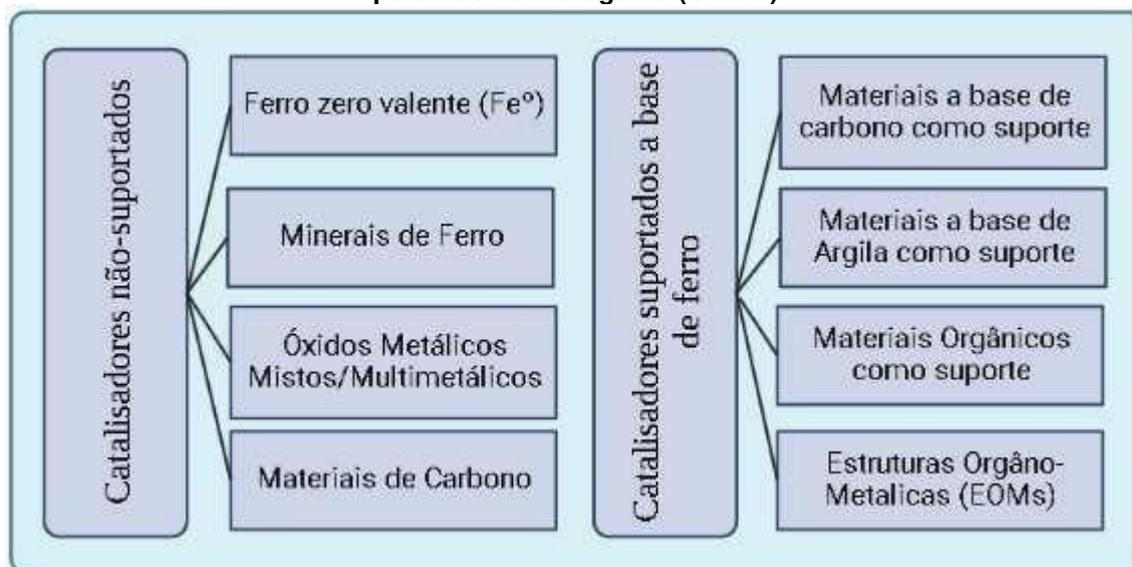 Catalisadores não-suportados
Ferro zero valente (Feº)
Minerais de Ferro
Óxidos Metálicos
Mistos/Multimetálicos
Materiais de Carbono
Catalisadores suportados a base
de ferro
Materiais a base de
carbono como suporte
Materiais a base de
Argila como suporte
Materiais Orgânicos
como suporte
Estruturas Orgâno-
Metalicas (EOMs)